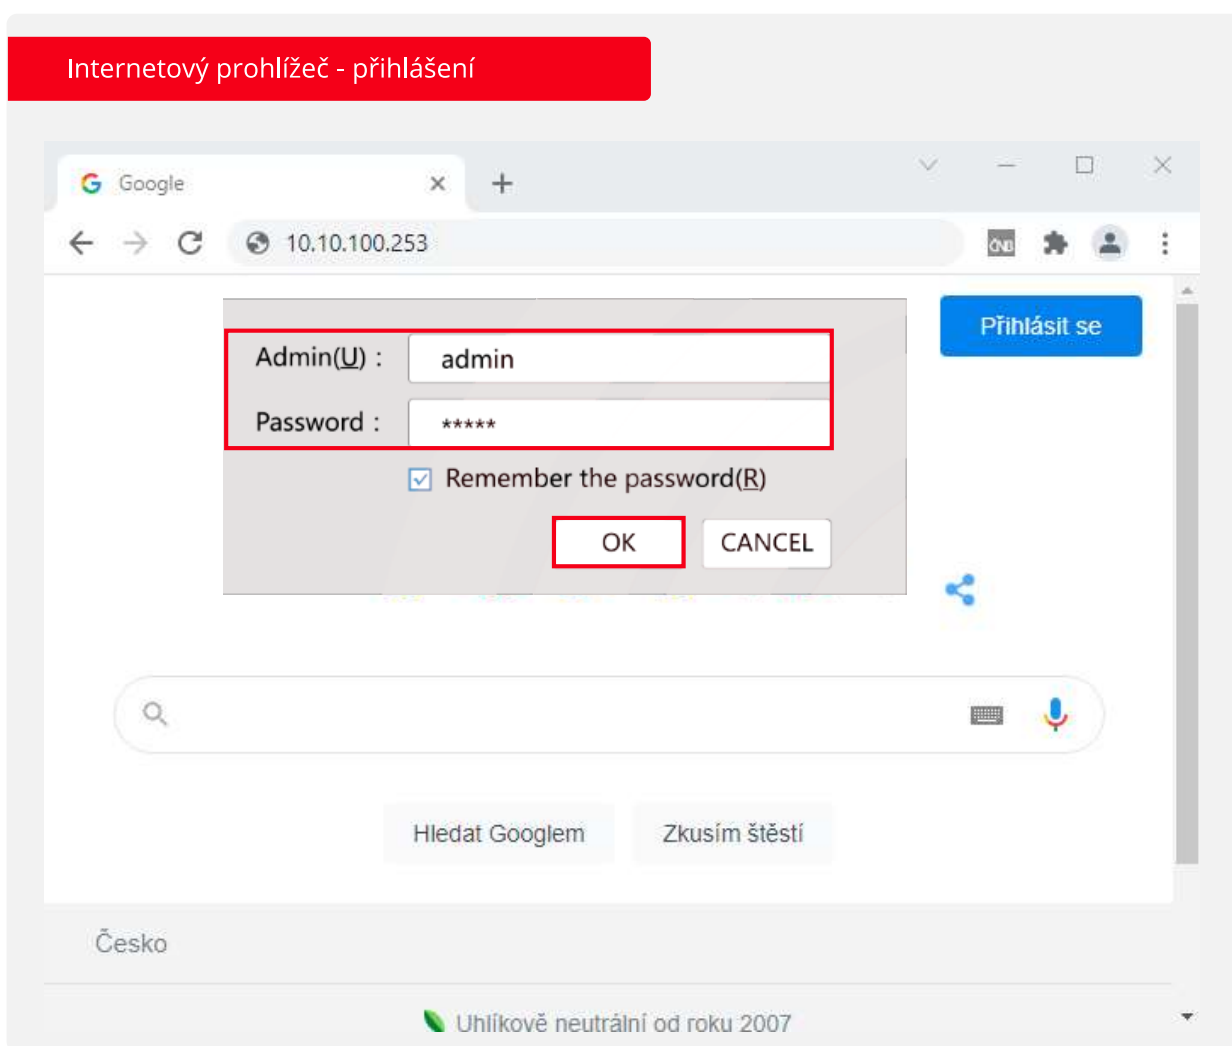 Internetový prohlížeč - přihlášení
Google
10.10.100.253
ČNB
Přihlásit se
Admin(U) :
admin
Password :
*****
Remember the password(R)
OK
CANCEL
Hledat Googlem
Zkusím štěstí
Česko
Uhlíkově neutrální od roku 2007